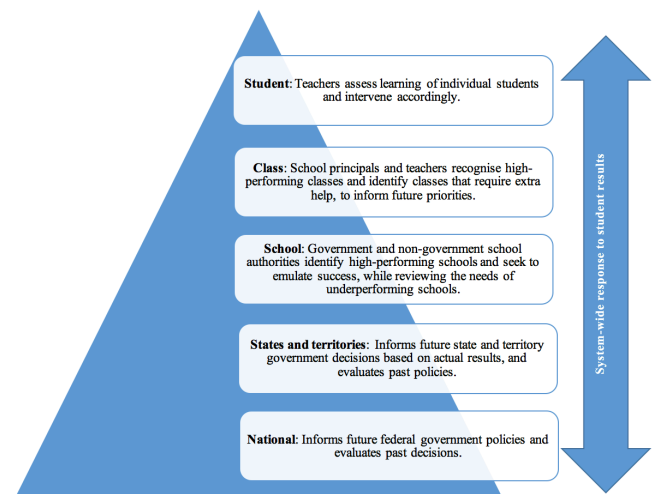 Student: Teachers assess learning of individual students
and intervene accordingly.
Class: School principals and teachers recognise high-
performing classes and identify classes that require extra
help, to inform future priorities.
School: Government and non-government school
authorities identify high-performing schools and seek to
emulate success, while reviewing the needs of
underperforming schools.
States and territories: Informs future state and territory
government decisions based on actual results, and
evaluates past policies.
National: Informs future federal government policies and
evaluates past decisions.
System-wide response to student results